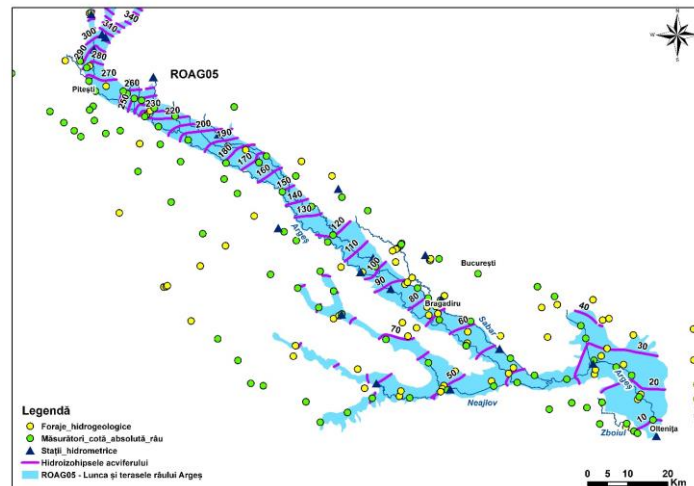 N
W
E
S
340
310
300
290
280
270
Pitești
260
250
ROAG05
230
220
200
190
180
170
160
150
140
130
Argeș
120
110
100
90
București
80
Bragadiru
60
Sabar
70
50
Neajlov
40
30
Argeș
20
10
Oltenița
Zboiul
Legendă
Foraje_hidrogeologice
Măsurători_cotă_absolută_râu
Stații_hidrometrice
Hidroizohipsele acviferului
ROAG05 - Lunca și terasele râului Argeș
0 5 10 20
Km